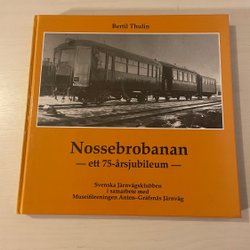 Bertil Thulin
Nossebrobanan
— ett 75-årsjubileum —
Svenska Järnvägsklubben
i samarbete med
Museiföreningen Anten–Gräfsnäs Järnväg